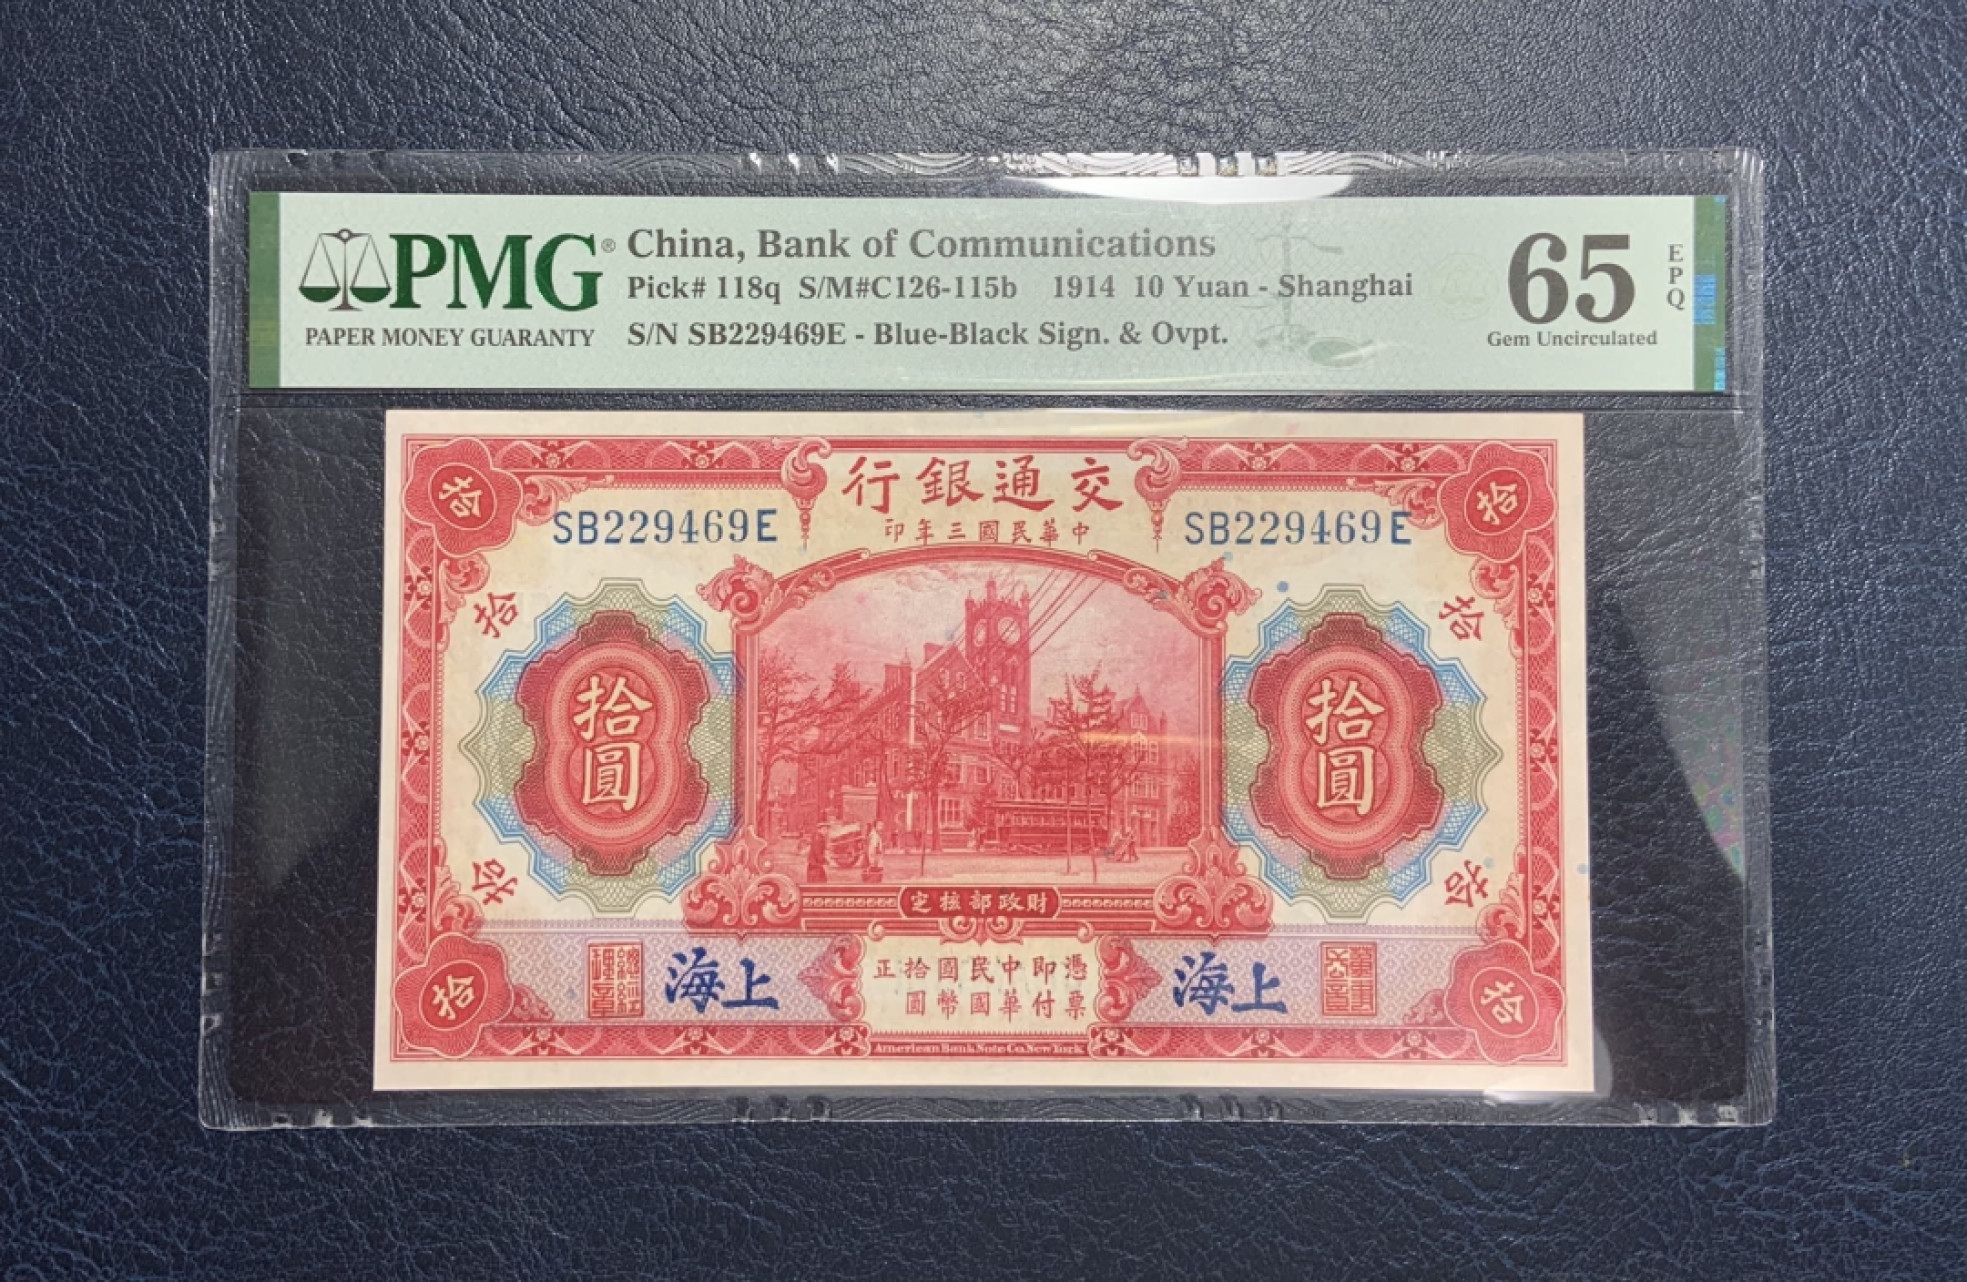 PMG®
PAPER MONEY GUARANTY
China, Bank of Communications
Pick# 118q S/M#C126-115b 1914 10 Yuan - Shanghai
S/N SB229469E - Blue-Black Sign. & Ovpt.
65
EPQ
Gem Uncirculated
拾
交通銀行
拾
SB229469E
中華民國三年印
SB229469E
拾
拾
拾圓
拾圓
拾
拾
財政部核定
總經理章
上海
憑票即付中華民國國幣拾圓正
上海
拾
拾
American Bank Note Co. New York.